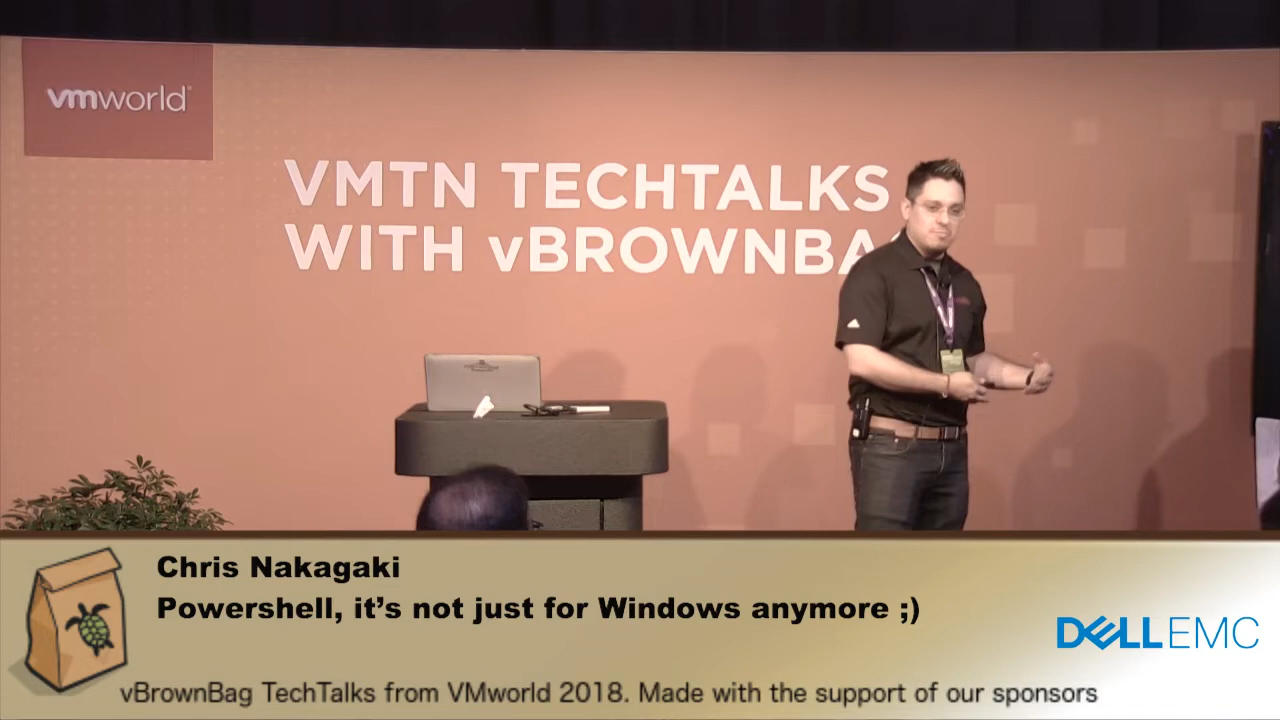 vmworld
VMTN TECHTALKS
WITH vBROWNBA
Chris Nakagaki
Powershell, it's not just for Windows anymore ;)
DELLEMC
vBrownBag TechTalks from VMworld 2018. Made with the support of our sponsors